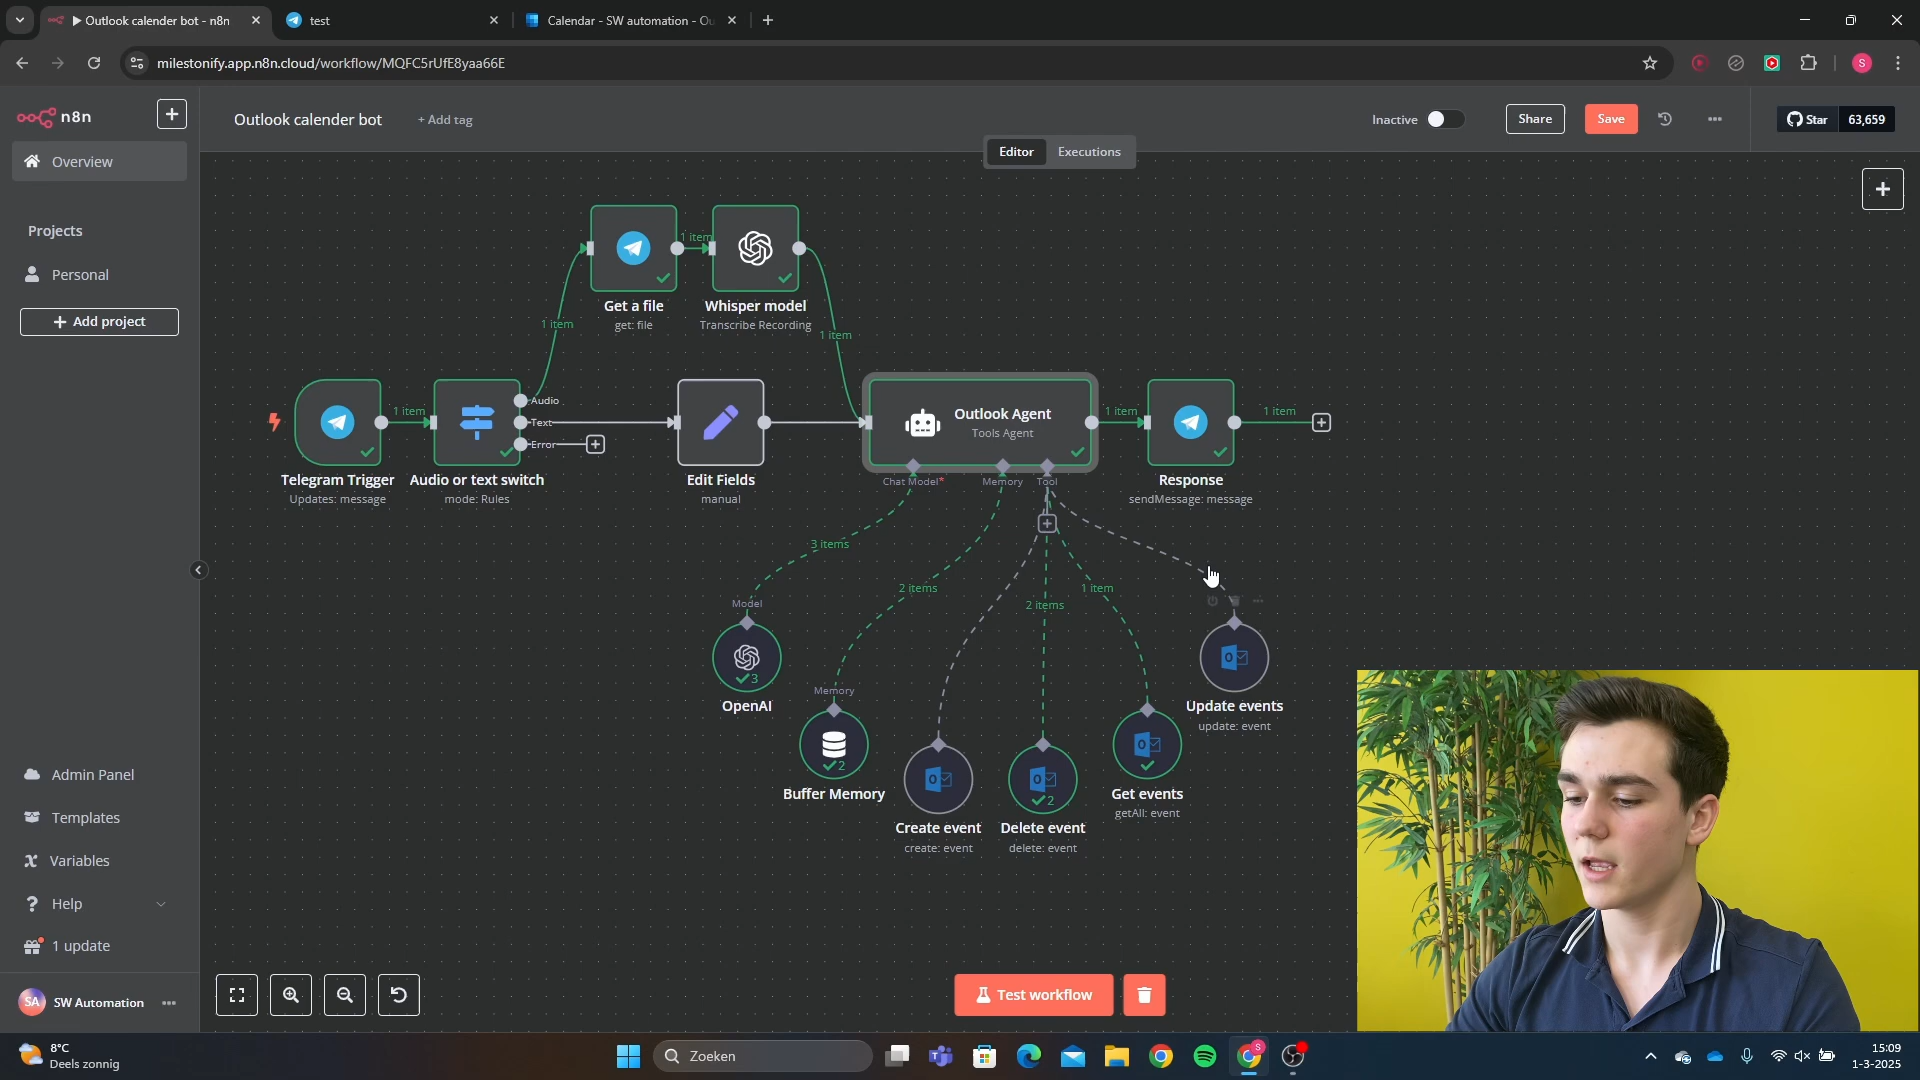 Outlook calender bot - n8n
test
Calendar - SW automation - Ou
milestonify.app.n8n.cloud/workflow/MQFC5rUfE8yaa66E
S
n8n
Outlook calender bot
+ Add tag
Inactive
Share
Save
Star
63,659
Editor
Executions
Overview
Projects
Personal
Add project
1 item
Get a file
get: file
Whisper model
Transcribe Recording
1 item
1 item
1 item
Audio
Text
Error
Telegram Trigger
Updates: message
Audio or text switch
mode: Rules
Edit Fields
manual
Outlook Agent
Tools Agent
1 item
1 item
Chat Model*
Memory
Tool
Response
sendMessage: message
3 items
2 items
2 items
1 item
Model
3
OpenAI
Memory
2
Buffer Memory
Create event
create: event
2
Delete event
delete: event
Get events
getAll: event
Update events
update: event
Admin Panel
Templates
Variables
Help
1 update
SA
SW Automation
Test workflow
8°C
Deels zonnig
Zoeken
S
15:09
1-3-2025